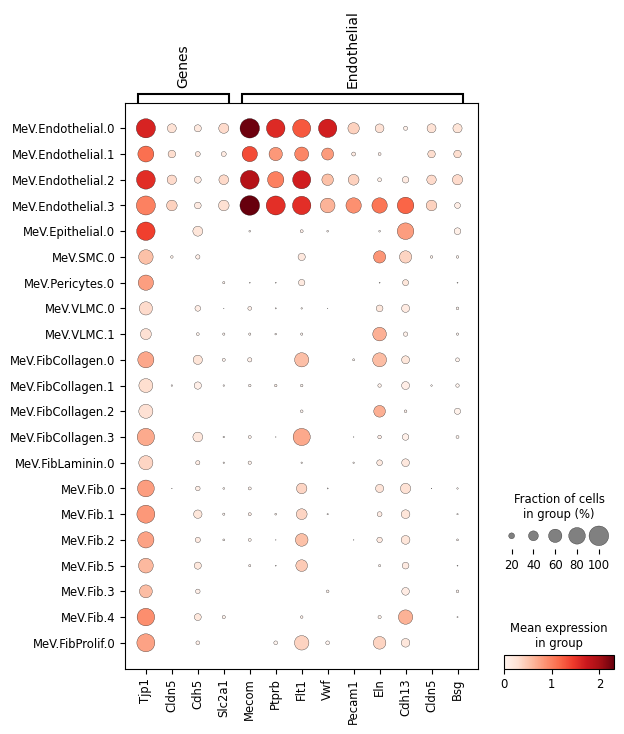 Genes
Endothelial
MeV.Endothelial.0
MeV.Endothelial.1
MeV.Endothelial.2
MeV.Endothelial.3
MeV.Epithelial.0
MeV.SMC.0
MeV.Pericytes.0
MeV.VLMC.0
MeV.VLMC.1
MeV.FibCollagen.0
MeV.FibCollagen.1
MeV.FibCollagen.2
MeV.FibCollagen.3
MeV.FibLaminin.0
MeV.Fib.0
MeV.Fib.1
MeV.Fib.2
MeV.Fib.5
MeV.Fib.3
MeV.Fib.4
MeV.FibProlif.0
Tjp1
Cldn5
Cdh5
Slc2a1
Mecom
Ptprb
Flt1
Vwf
Pecam1
Eln
Cdh13
Cldn5
Bsg
Fraction of cells
in group (%)
20 40 60 80 100
Mean expression
in group
0 1 2